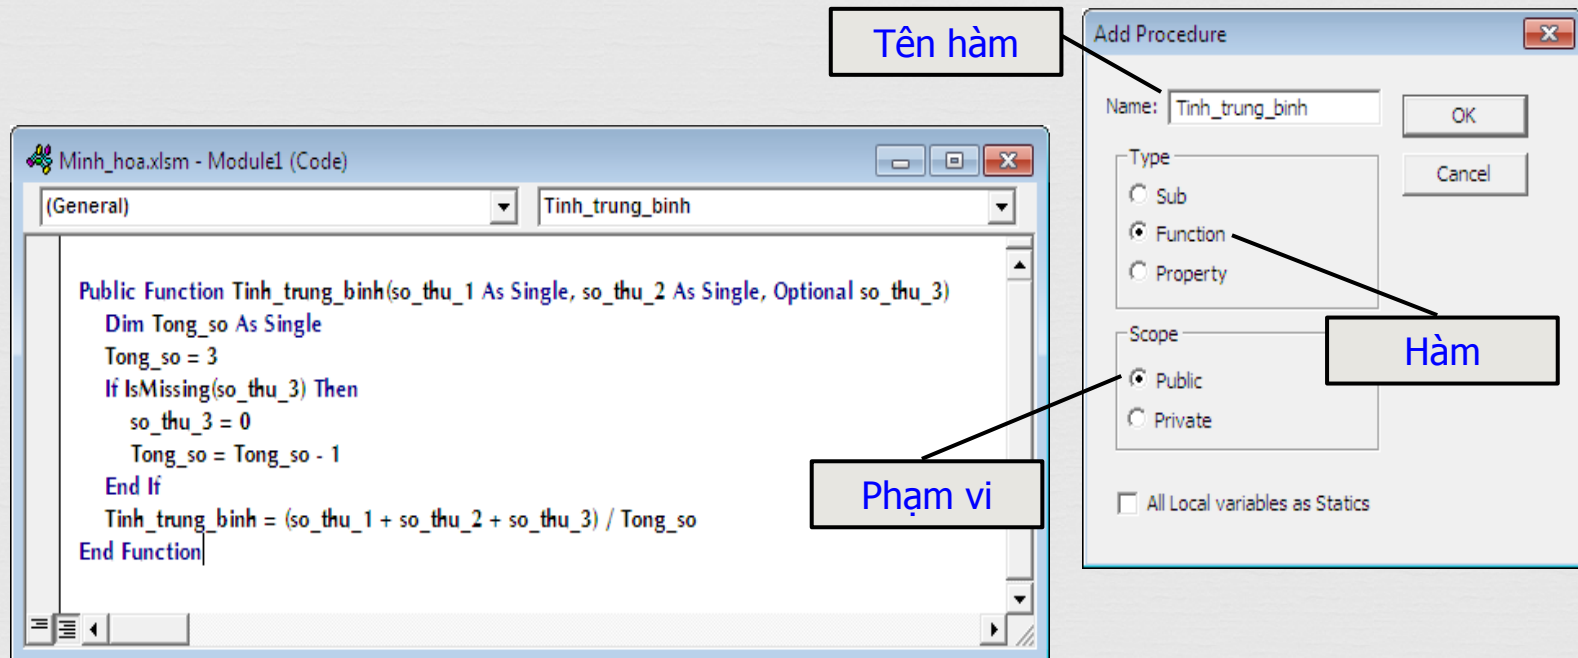 Tên hàm
Add Procedure
Name: Tinh_trung_binh
OK
Type
Cancel
Sub
Function
Property
Scope
Hàm
Public
Private
Phạm vi
All Local variables as Statics
Minh_hoa.xlsm - Module1 (Code)
(General)
Tinh_trung_binh
Public Function Tinh_trung_binh(so_thu_1 As Single, so_thu_2 As Single, Optional so_thu_3)
Dim Tong_so As Single
Tong_so = 3
If IsMissing(so_thu_3) Then
so_thu_3 = 0
Tong_so = Tong_so - 1
End If
Tinh_trung_binh = (so_thu_1 + so_thu_2 + so_thu_3) / Tong_so
End Function